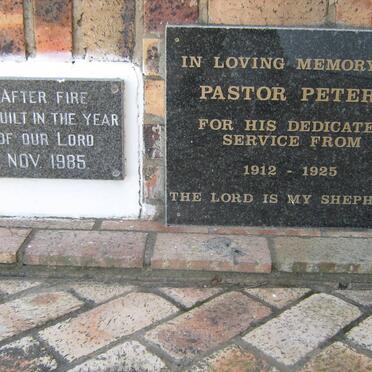 AFTER FIRE
UILT IN THE YEAR
OF OUR LORD
NOV. 1985
IN LOVING MEMORY
PASTOR PETER
FOR HIS DEDICATE
SERVICE FROM
1912 - 1925
THE LORD IS MY SHEPH